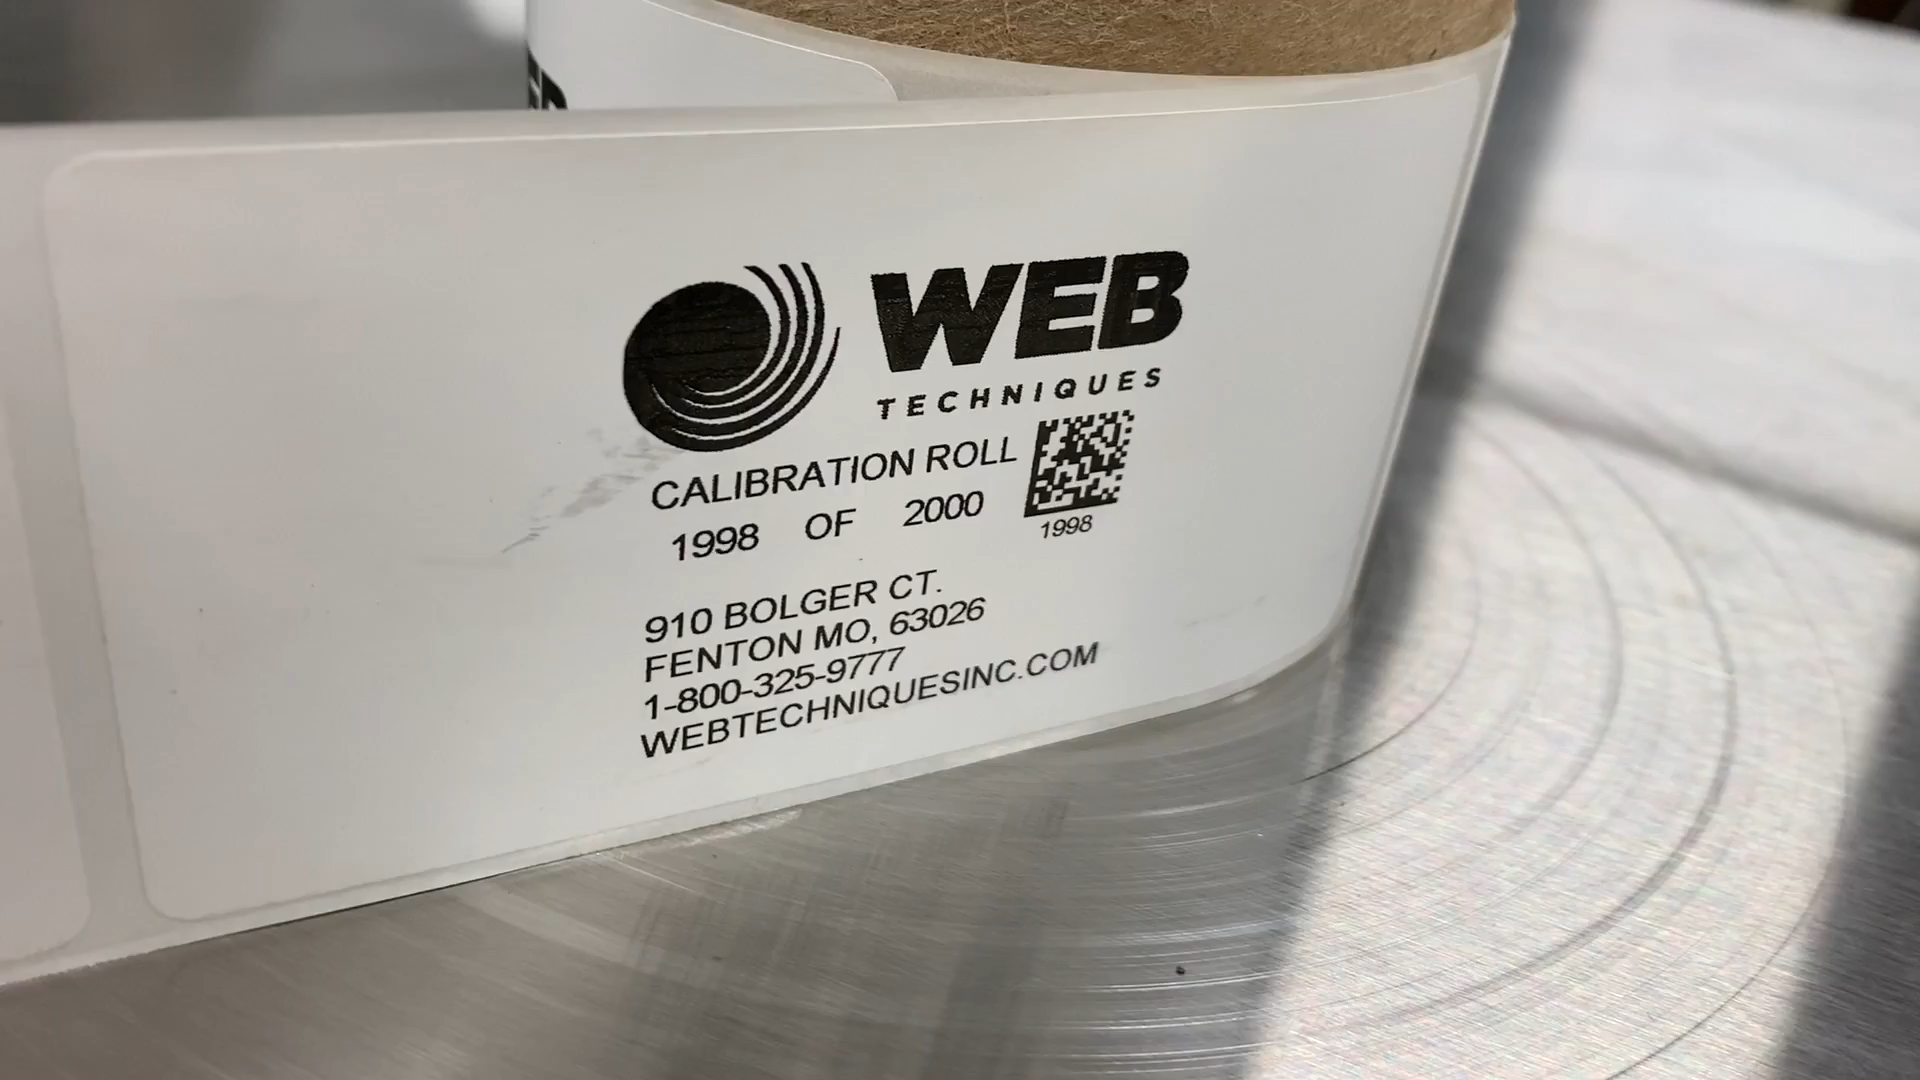 WEB
TECHNIQUES
CALIBRATION ROLL
1998 OF 2000
1998
910 BOLGER CT.
FENTON MO, 63026
1-800-325-9777
WEBTECHNIQUESINC.COM